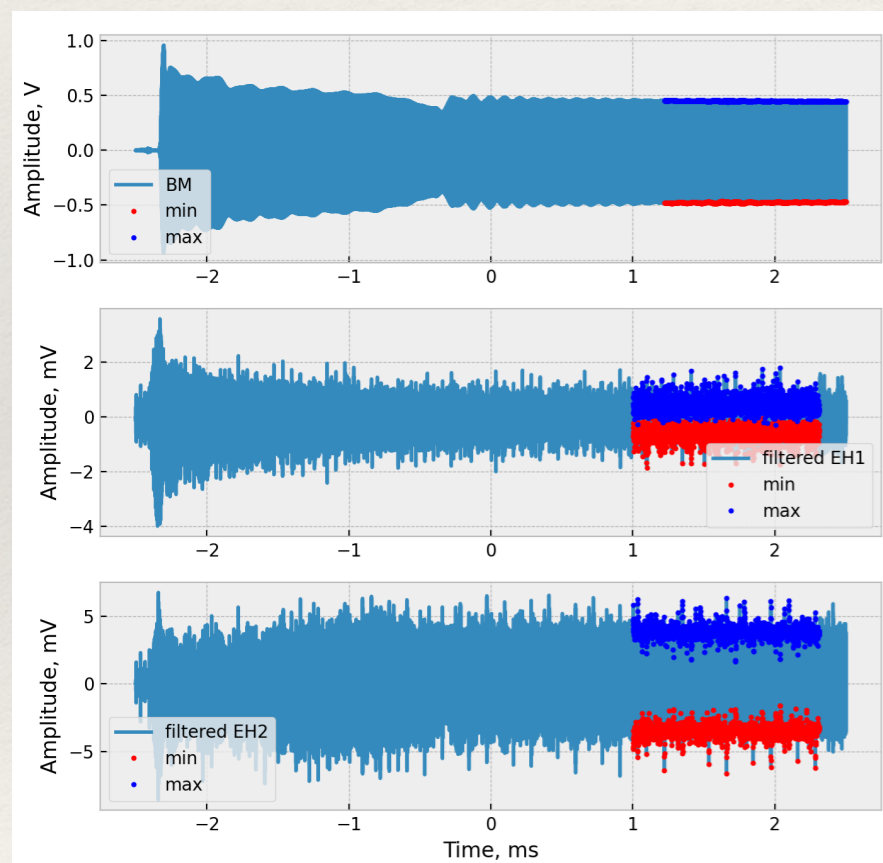 Amplitude, V
1.0
0.5
0.0
−0.5
−1.0
BM
min
max
−2
−1
0
1
2
Amplitude, mV
2
0
−2
−4
filtered EH1
min
max
−2
−1
0
1
2
Amplitude, mV
5
0
−5
filtered EH2
min
max
−2
−1
0
1
2
Time, ms